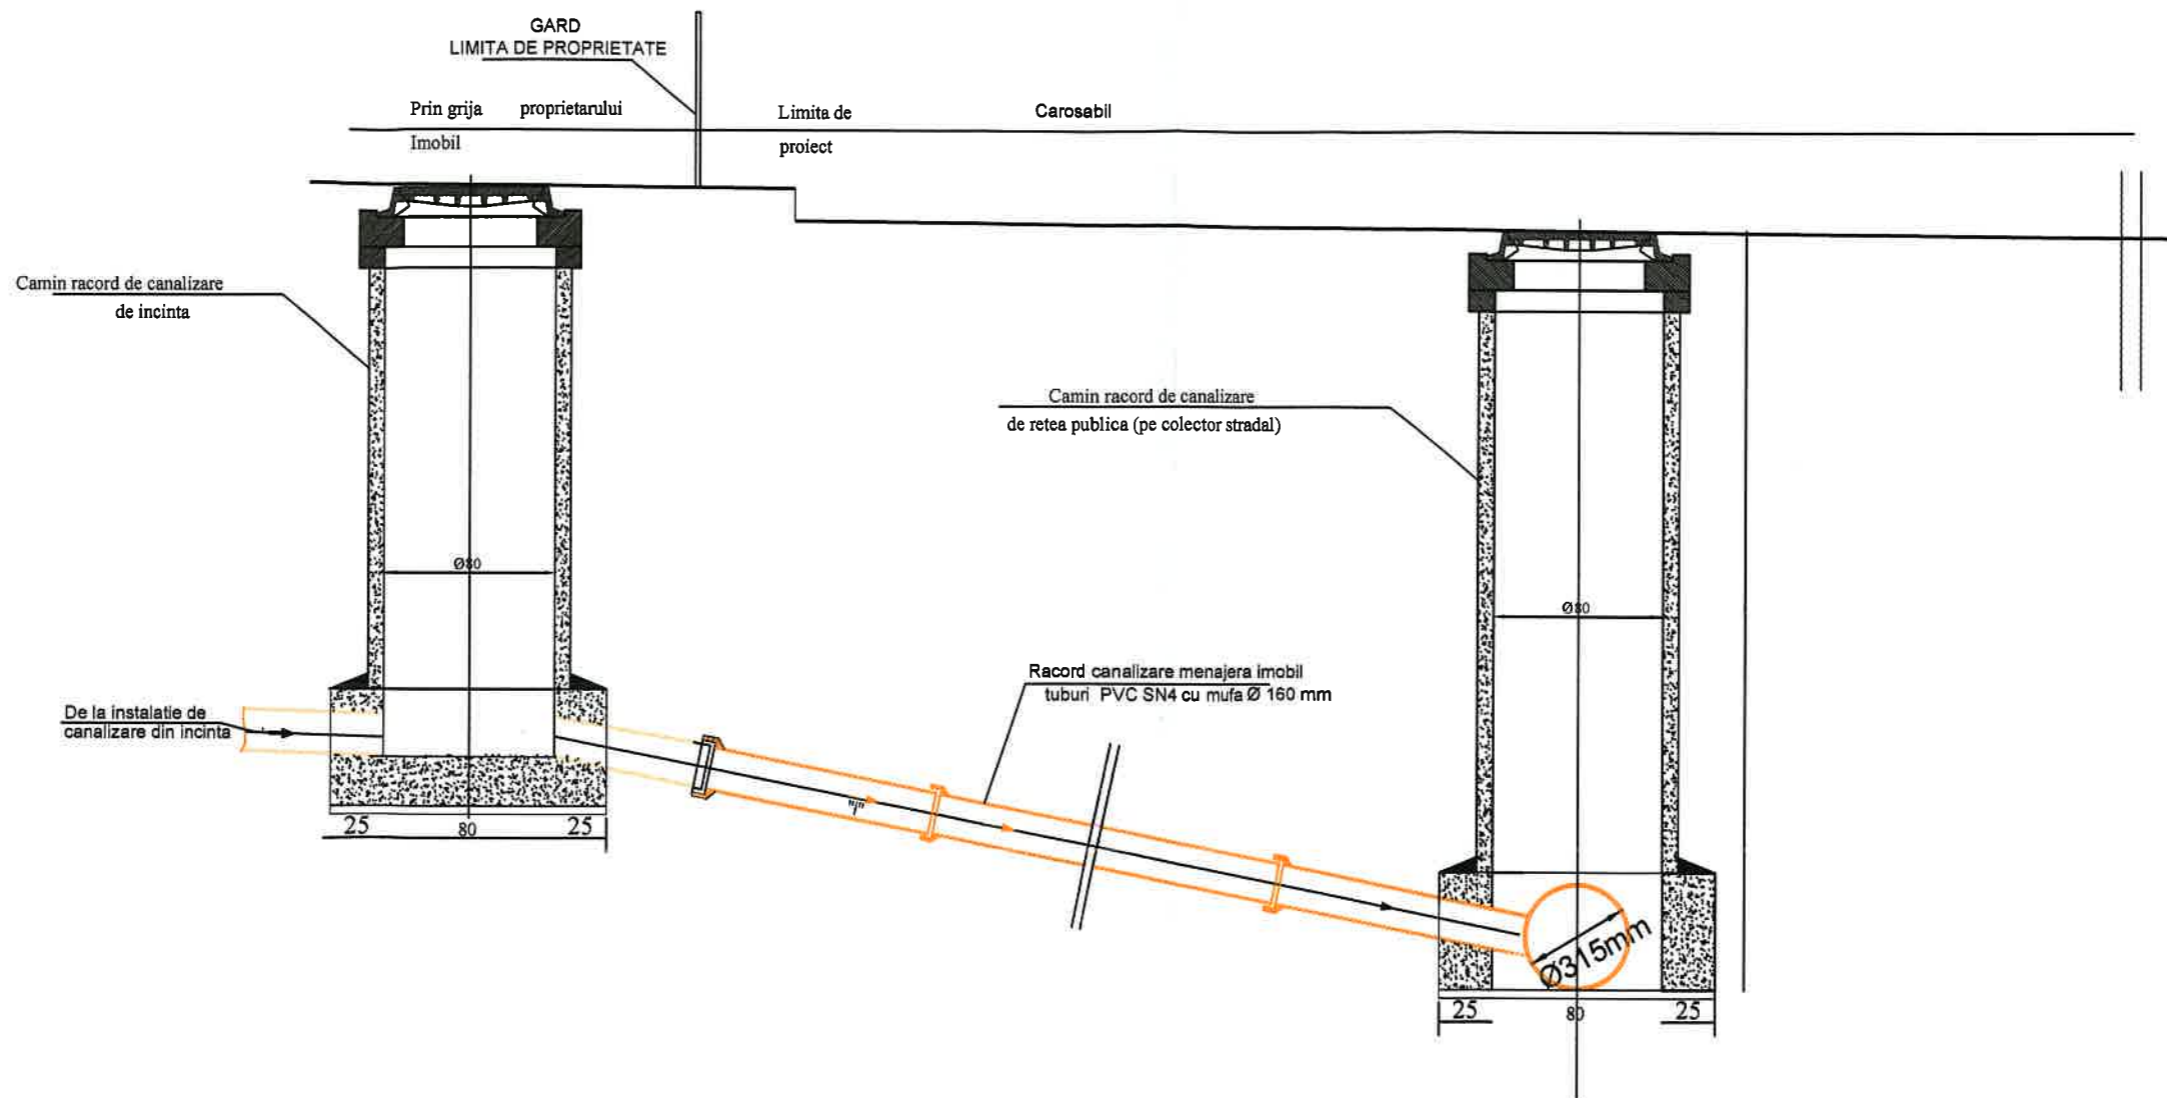 GARD
LIMITA DE PROPRIETATE
Prin grija proprietarului
Imobil
Limita de
proiect
Carosabil
Camin racord de canalizare
de incinta
Camin racord de canalizare
de retea publica (pe colector stradal)
Ø80
Ø80
Racord canalizare menajera imobil
tuburi PVC SN4 cu mufa Ø 160 mm
De la instalatie de
canalizare din incinta
25 80 25
Ø315mm
25 80 25